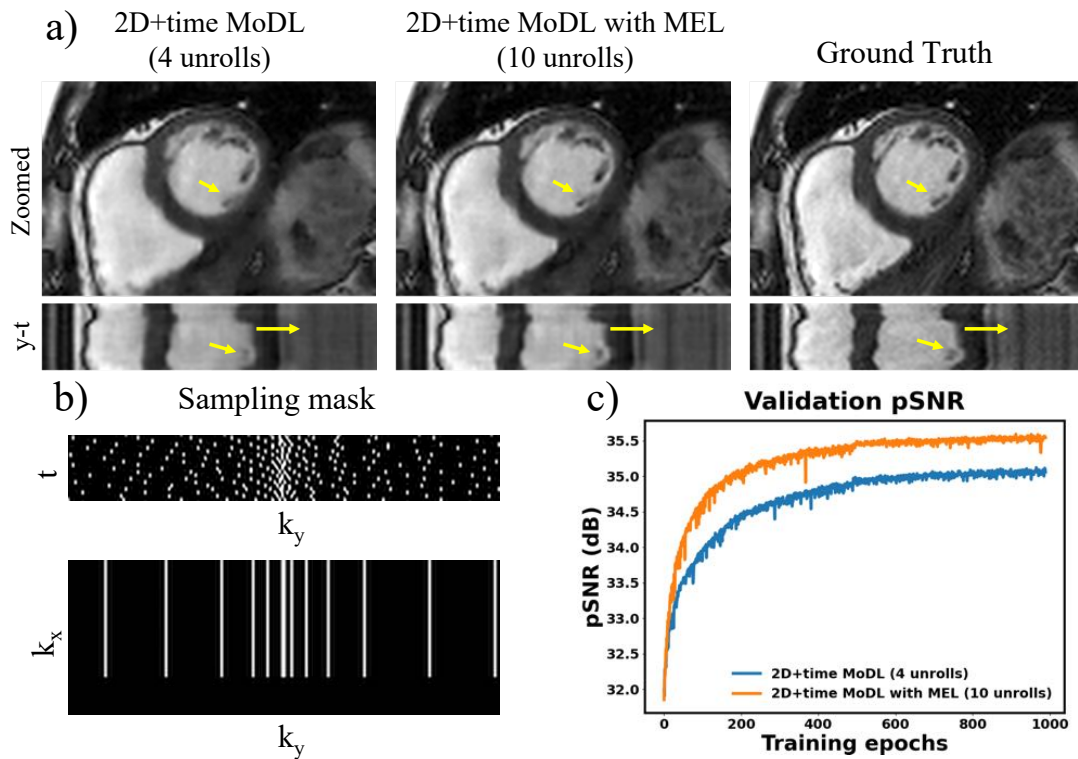 a)
2D+time MoDL
(4 unrolls)
2D+time MoDL with MEL
(10 unrolls)
Ground Truth
Zoomed
y-t
b)
Sampling mask
t
k_y
k_x
k_y
c)
Validation pSNR
pSNR (dB)
35.5
35.0
34.5
34.0
33.5
33.0
32.5
32.0
2D+time MoDL (4 unrolls)
2D+time MoDL with MEL (10 unrolls)
0 200 400 600 800 1000
Training epochs